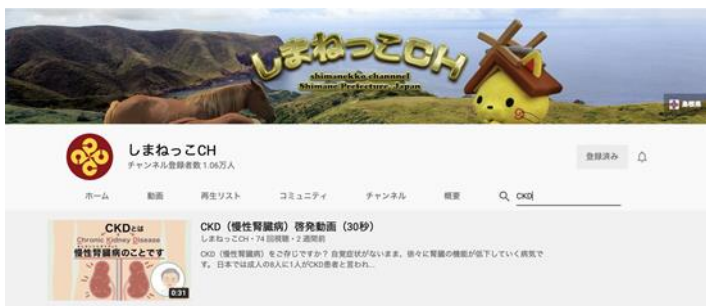 しまねっこCH
shimanekko channnel
Shimane Prefecture, Japan
島根県
しまねっこCH
チャンネル登録者数 1.06万人
登録済み
ホーム 動画 再生リスト コミュニティ チャンネル 概要 CKD
CKDとは
Chronic Kidney Disease
慢性腎臓病のことです
0:31
CKD（慢性腎臓病）啓発動画（30秒）
しまねっこCH・74 回視聴・2 週間前
CKD（慢性腎臓病）をご存じですか？ 自覚症状がないまま、徐々に腎臓の機能が低下していく病気で
す。 日本では成人の8人に1人がCKD患者と言われ...